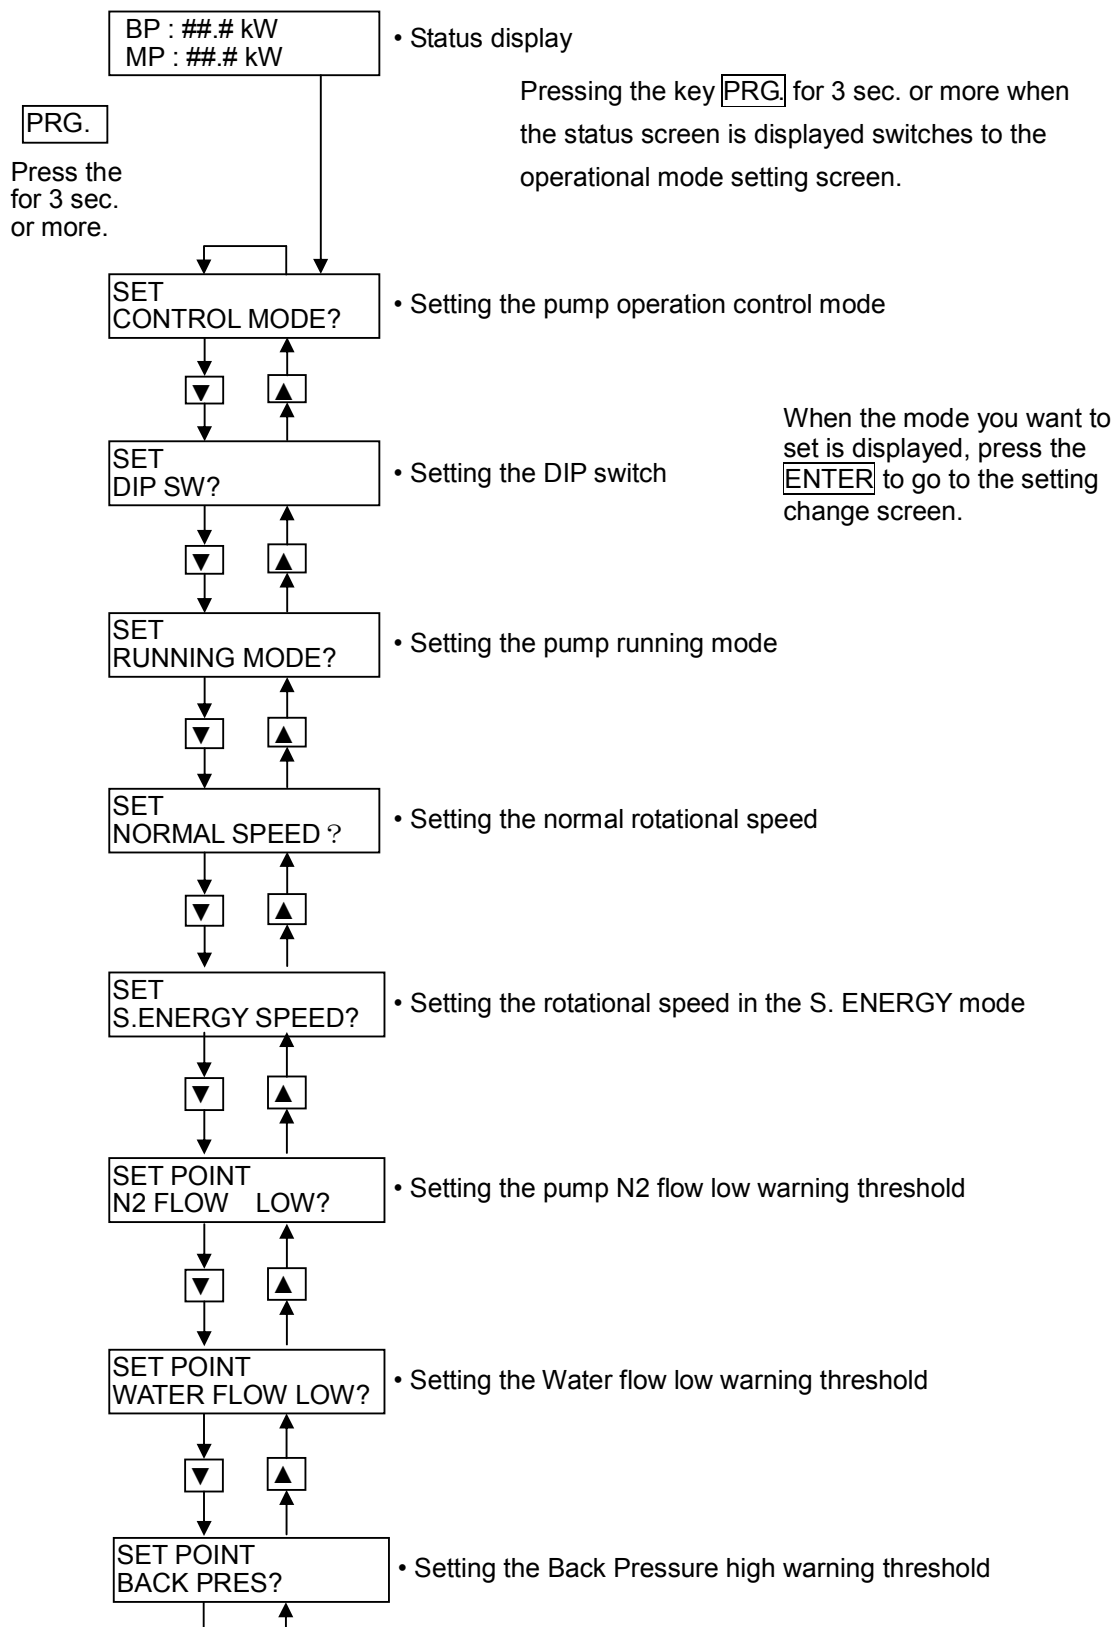 BP : ##.# kW
MP : ##.# kW
• Status display
Pressing the key PRG. for 3 sec. or more when
the status screen is displayed switches to the
operational mode setting screen.
PRG.
Press the
for 3 sec.
or more.
SET
CONTROL MODE?
• Setting the pump operation control mode
▼ ▲
When the mode you want to
set is displayed, press the
ENTER to go to the setting
change screen.
SET
DIP SW?
• Setting the DIP switch
▼ ▲
SET
RUNNING MODE?
• Setting the pump running mode
▼ ▲
SET
NORMAL SPEED？
• Setting the normal rotational speed
▼ ▲
SET
S.ENERGY SPEED?
• Setting the rotational speed in the S. ENERGY mode
▼ ▲
SET POINT
N2 FLOW LOW?
• Setting the pump N2 flow low warning threshold
▼ ▲
SET POINT
WATER FLOW LOW?
• Setting the Water flow low warning threshold
▼ ▲
SET POINT
BACK PRES?
• Setting the Back Pressure high warning threshold